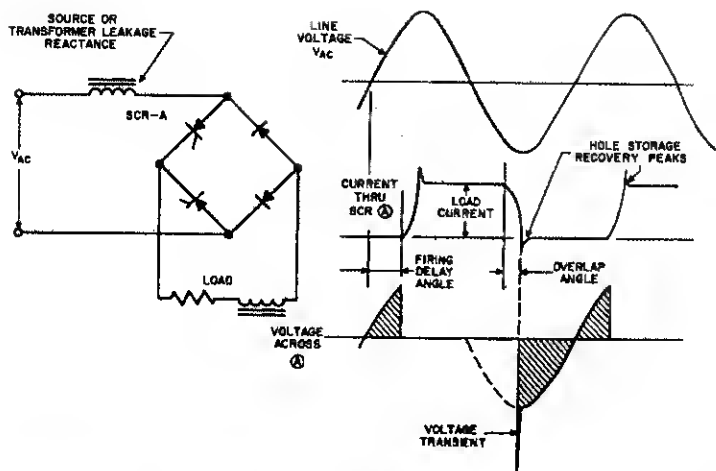 SOURCE OR
TRANSFORMER LEAKAGE
REACTANCE
SCR-A
VAC
LOAD
LINE
VOLTAGE
VAC
HOLE STORAGE
RECOVERY PEAKS
CURRENT
THRU
SCR Ⓐ
LOAD
CURRENT
FIRING
DELAY
ANGLE
OVERLAP
ANGLE
VOLTAGE
ACROSS
Ⓐ
VOLTAGE
TRANSIENT